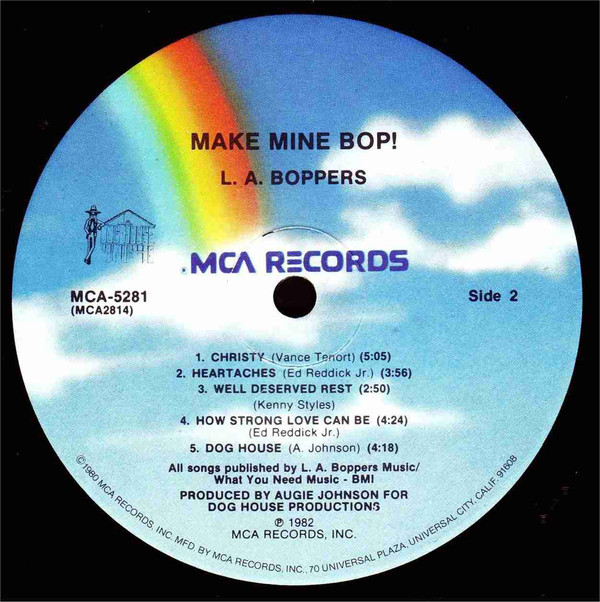 MAKE MINE BOP!
L. A. BOPPERS
MCA RECORDS
MCA-5281
(MCA2814)
Side 2
1. CHRISTY (Vance Tenort) (5:05)
2. HEARTACHES (Ed Reddick Jr.) (3:56)
3. WELL DESERVED REST (2:50)
(Kenny Styles)
4. HOW STRONG LOVE CAN BE (4:24)
(Ed Reddick Jr.)
5. DOG HOUSE (A. Johnson) (4:18)
All songs published by L. A. Boppers Music/
What You Need Music - BMI
PRODUCED BY AUGIE JOHNSON FOR
DOG HOUSE PRODUCTIONS
℗ 1982
MCA RECORDS, INC.
©1980 MCA RECORDS, INC. MFD. BY MCA RECORDS, INC., 70 UNIVERSAL PLAZA, UNIVERSAL CITY, CALIF. 91608